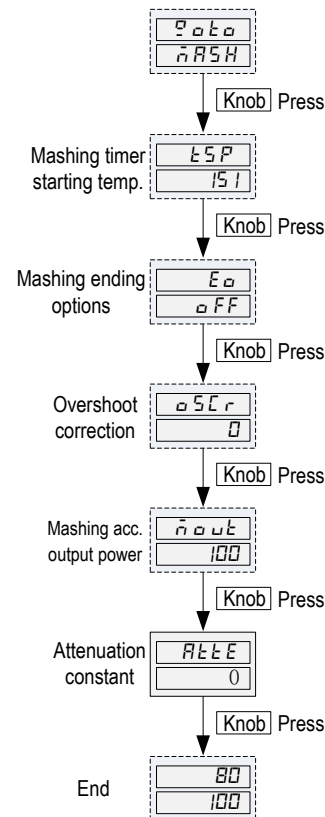 Goto
MASH
Knob Press
Mashing timer
starting temp.
tSP
151
Knob Press
Mashing ending
options
Eo
oFF
Knob Press
Overshoot
correction
oSCr
0
Knob Press
Mashing acc.
output power
mout
100
Knob Press
Attenuation
constant
AttE
0
Knob Press
End
80
100